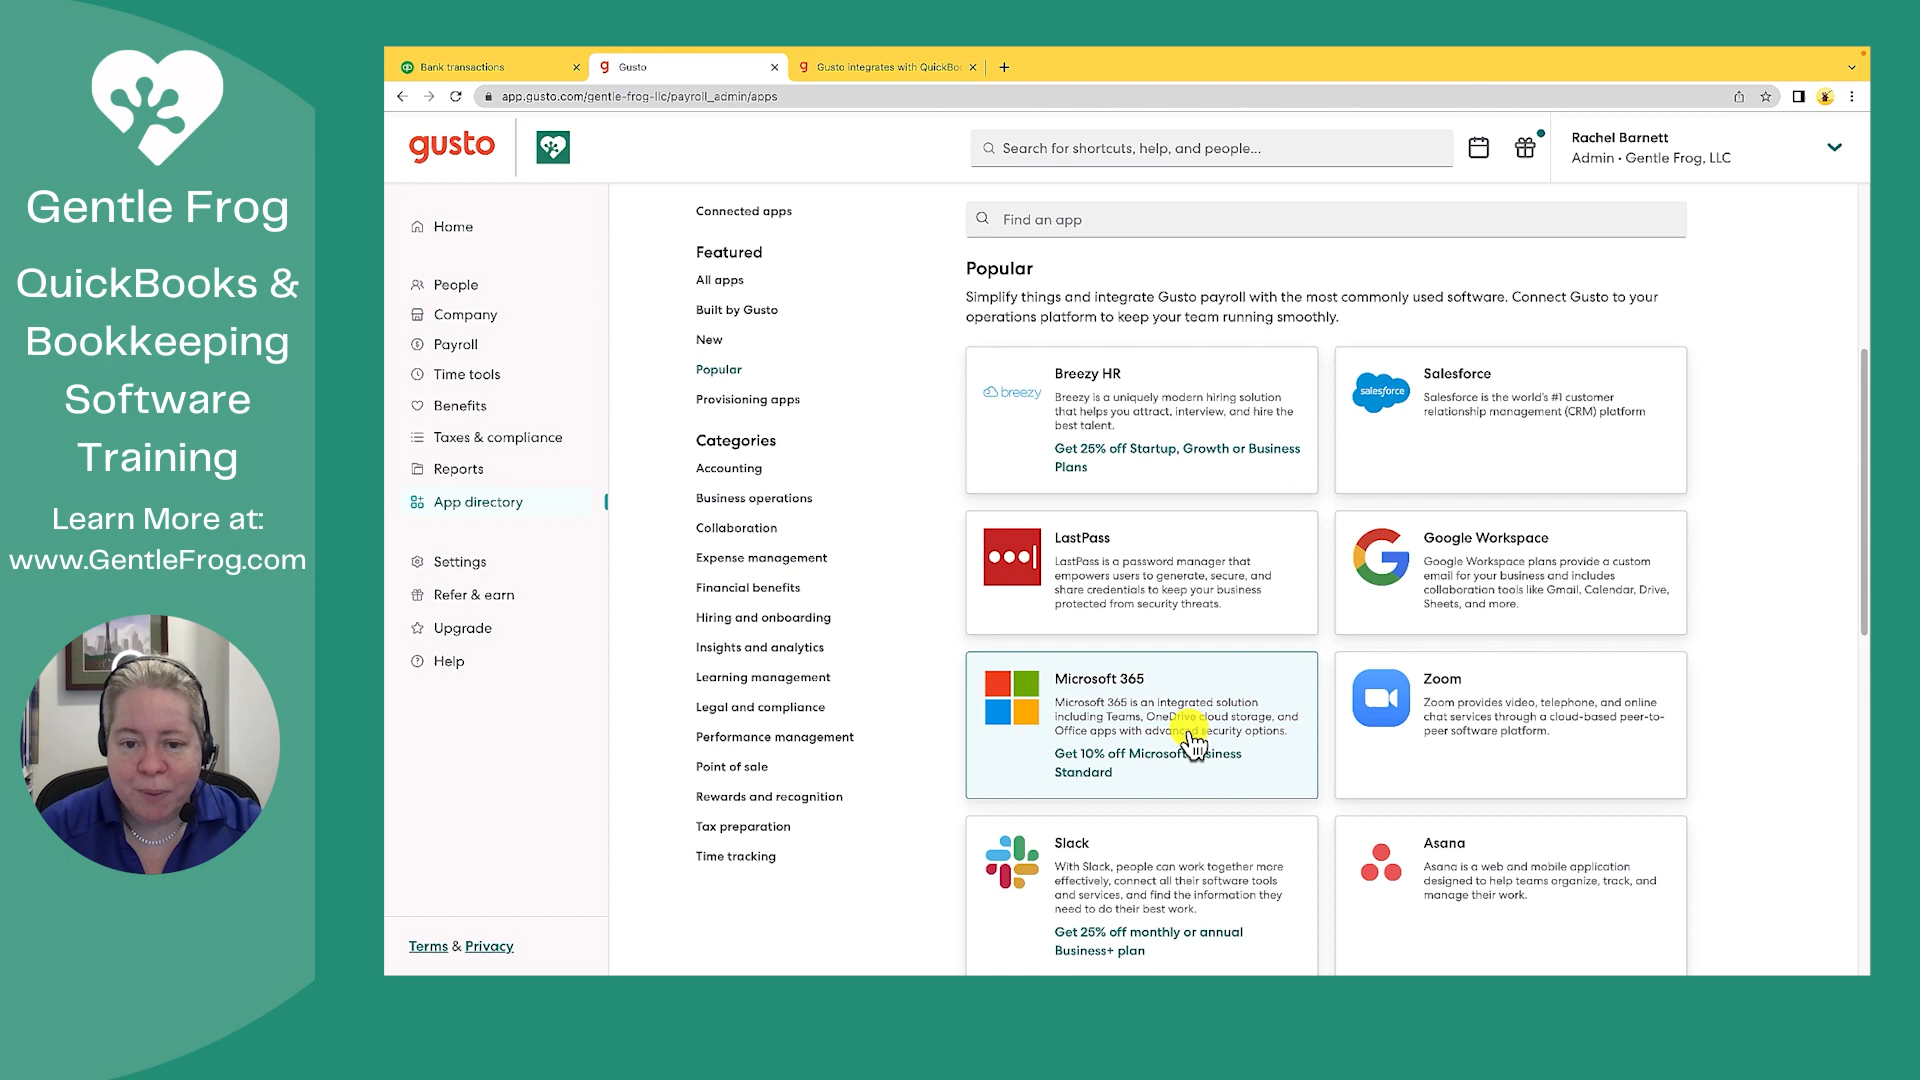 Gentle Frog
QuickBooks &
Bookkeeping
Software
Training
Learn More at:
www.GentleFrog.com
Bank transactions
Gusto
Gusto integrates with QuickBo
app.gusto.com/gentle-frog-llc/payroll_admin/apps
gusto
Search for shortcuts, help, and people...
Rachel Barnett
Admin • Gentle Frog, LLC
Home
People
Company
Payroll
Time tools
Benefits
Taxes & compliance
Reports
App directory
Settings
Refer & earn
Upgrade
Help
Terms & Privacy
Connected apps
Featured
All apps
Built by Gusto
New
Popular
Provisioning apps
Categories
Accounting
Business operations
Collaboration
Expense management
Financial benefits
Hiring and onboarding
Insights and analytics
Learning management
Legal and compliance
Performance management
Point of sale
Rewards and recognition
Tax preparation
Time tracking
Find an app
Popular
Simplify things and integrate Gusto payroll with the most commonly used software. Connect Gusto to your
operations platform to keep your team running smoothly.
breezy
Breezy HR
Breezy is a uniquely modern hiring solution
that helps you attract, interview, and hire the
best talent.
Get 25% off Startup, Growth or Business
Plans
salesforce
Salesforce
Salesforce is the world's #1 customer
relationship management (CRM) platform
LastPass
LastPass is a password manager that
empowers users to generate, secure, and
share credentials to keep your business
protected from security threats.
Google Workspace
Google Workspace plans provide a custom
email for your business and includes
collaboration tools like Gmail, Calendar, Drive,
Sheets, and more.
Microsoft 365
Microsoft 365 is an integrated solution
including Teams, OneDrive cloud storage, and
Office apps with advanced security options.
Get 10% off Microsoft Business
Standard
Zoom
Zoom provides video, telephone, and online
chat services through a cloud-based peer-to-
peer software platform.
Slack
With Slack, people can work together more
effectively, connect all their software tools
and services, and find the information they
need to do their best work.
Get 25% off monthly or annual
Business+ plan
Asana
Asana is a web and mobile application
designed to help teams organize, track, and
manage their work.